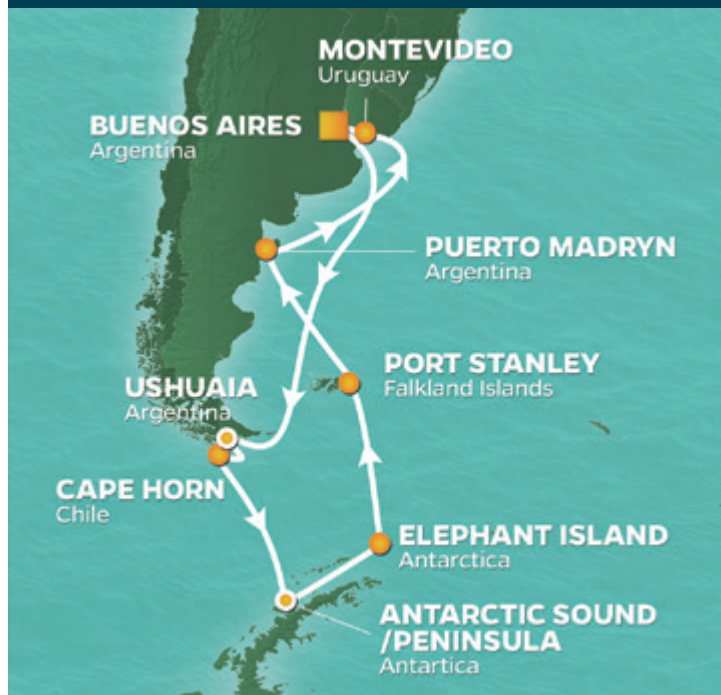 MONTEVIDEO
Uruguay
BUENOS AIRES
Argentina
PUERTO MADRYN
Argentina
PORT STANLEY
Falkland Islands
USHUAIA
Argentina
CAPE HORN
Chile
ELEPHANT ISLAND
Antarctica
ANTARCTIC SOUND
/PENINSULA
Antartica